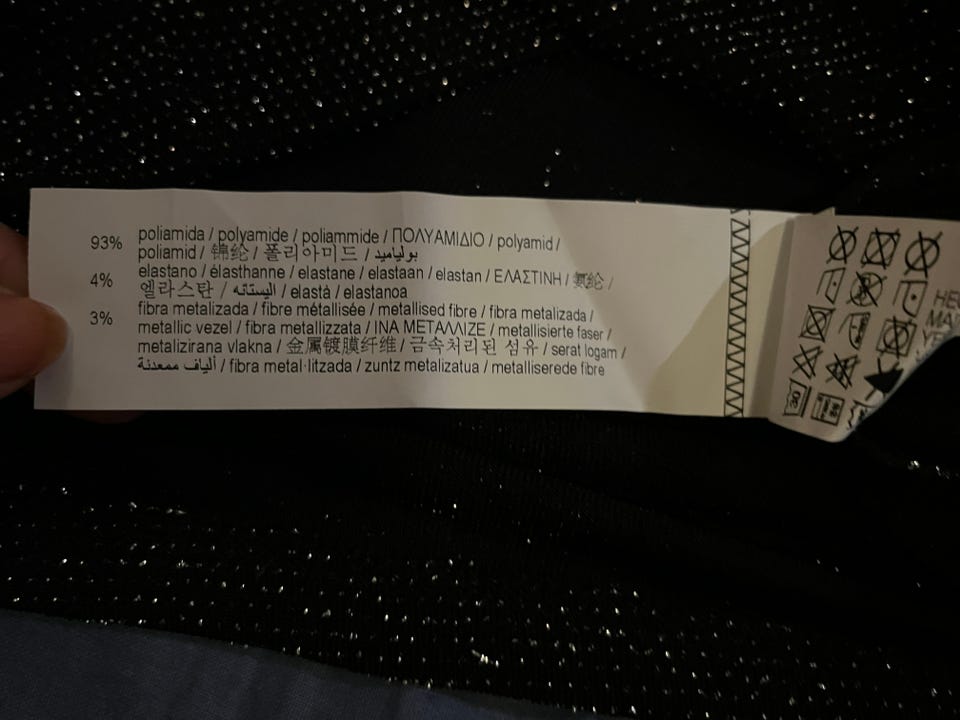 93% poliamida / polyamide / poliammide / ΠΟΛΥΑΜΙΔΙΟ / polyamid /
poliamid / 锦纶 / 폴리아미드 / بولياميد
4% elastano / élasthanne / elastane / elastaan / elastan / ΕΛΑΣΤΙΝΗ / 氨纶 /
엘라스탄 / اليستانه / elastà / elastanoa
3% fibra metalizada / fibre métallisée / metallised fibre / fibra metalizada /
metallic vezel / fibra metallizzata / ΙΝΑ ΜΕΤΑΛΛΙΖΕ / metallisierte faser /
metalizirana vlakna / 金属镀膜纤维 / 금속처리된 섬유 / serat logam /
ألياف ممعدنة / fibra metal·litzada / zuntz metalizatua / metalliserede fibre